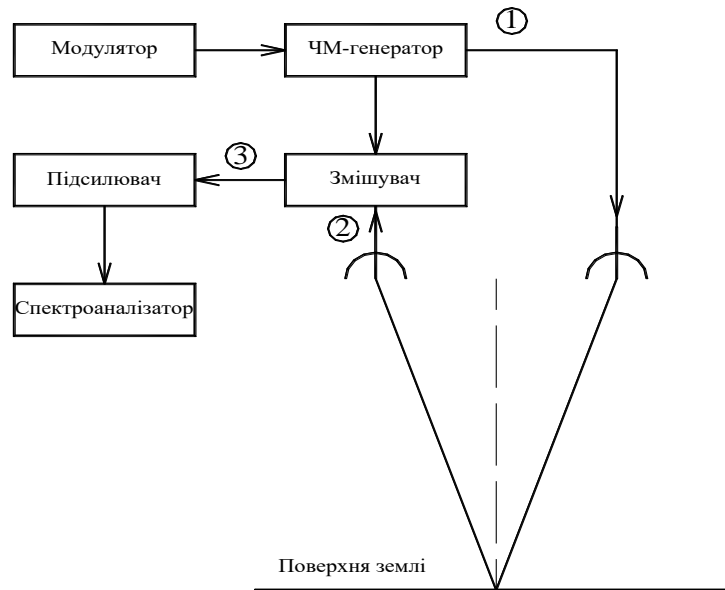 1
Модулятор
ЧМ-генератор
3
Підсилювач
Змішувач
2
Спектроаналізатор
Поверхня землі